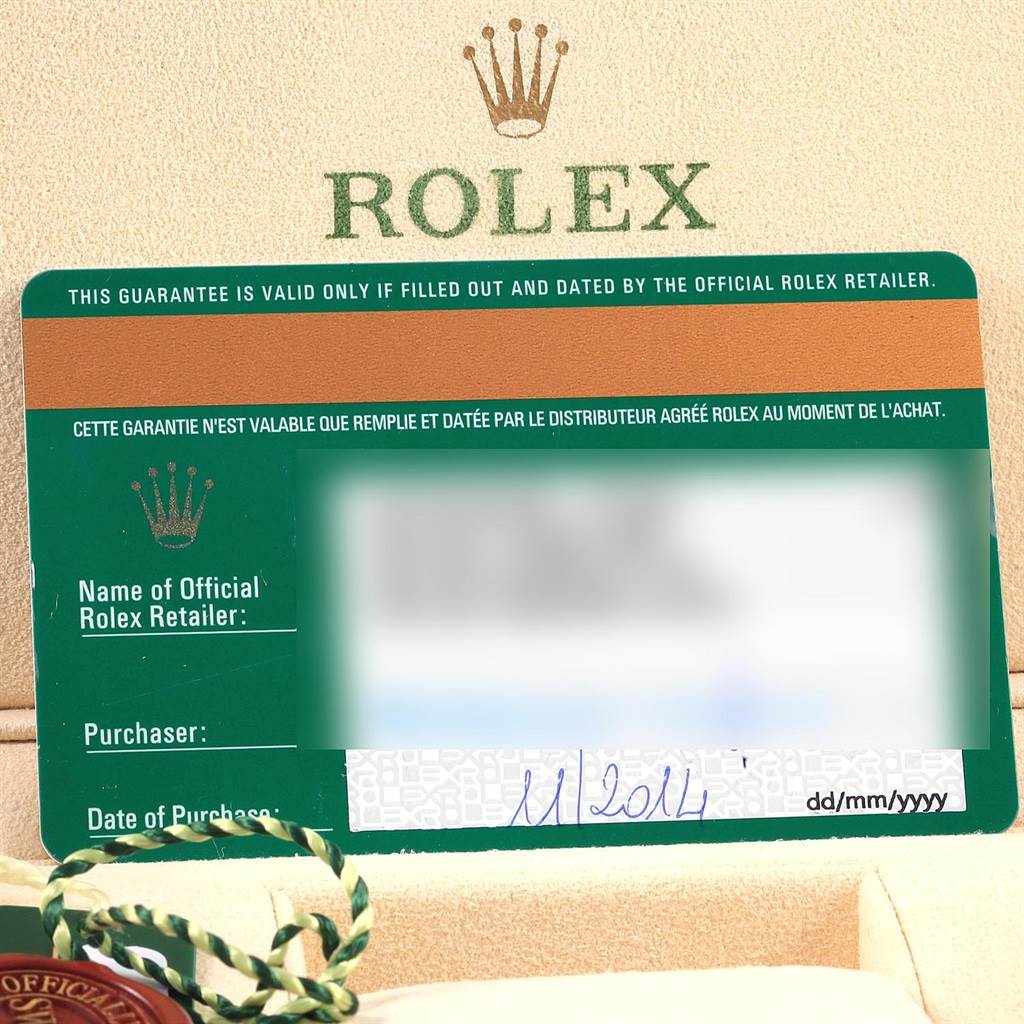 ROLEX
THIS GUARANTEE IS VALID ONLY IF FILLED OUT AND DATED BY THE OFFICIAL ROLEX RETAILER.
CETTE GARANTIE N'EST VALABLE QUE REMPLIE ET DATÉE PAR LE DISTRIBUTEUR AGRÉÉ ROLEX AU MOMENT DE L'ACHAT.
Name of Official
Rolex Retailer:
Purchaser:
Date of Purchase:
11/2014
dd/mm/yyyy